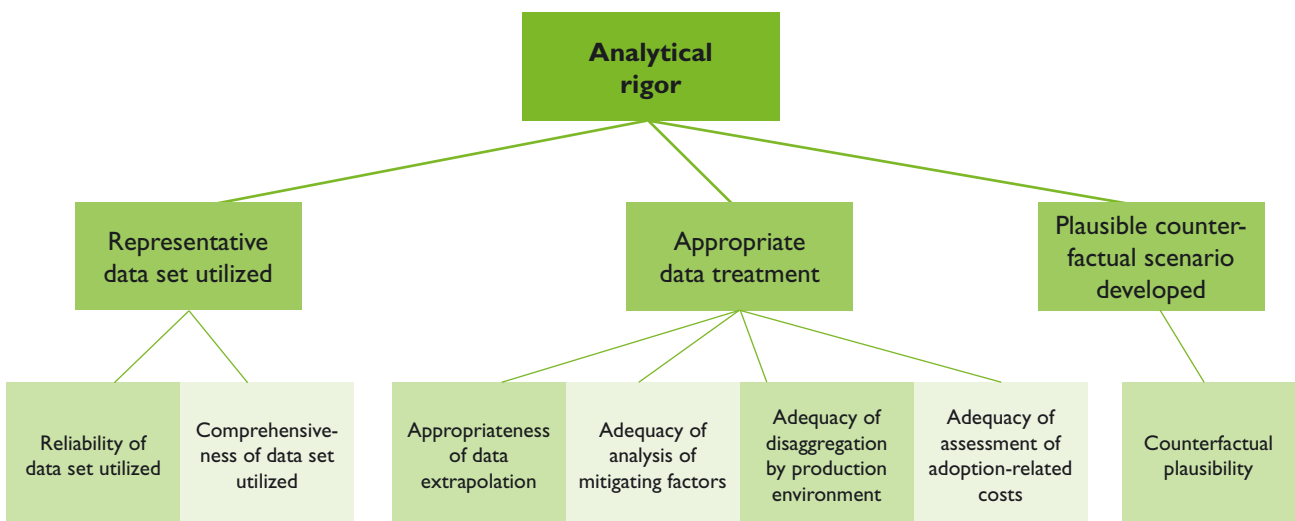 Analytical
rigor
Representative
data set utilized
Appropriate
data treatment
Plausible counter-
factual scenario
developed
Reliability of
data set utilized
Comprehensive-
ness of data set
utilized
Appropriateness
of data
extrapolation
Adequacy of
analysis of
mitigating factors
Adequacy of
disaggregation
by production
environment
Adequacy of
assessment of
adoption-related
costs
Counterfactual
plausibility